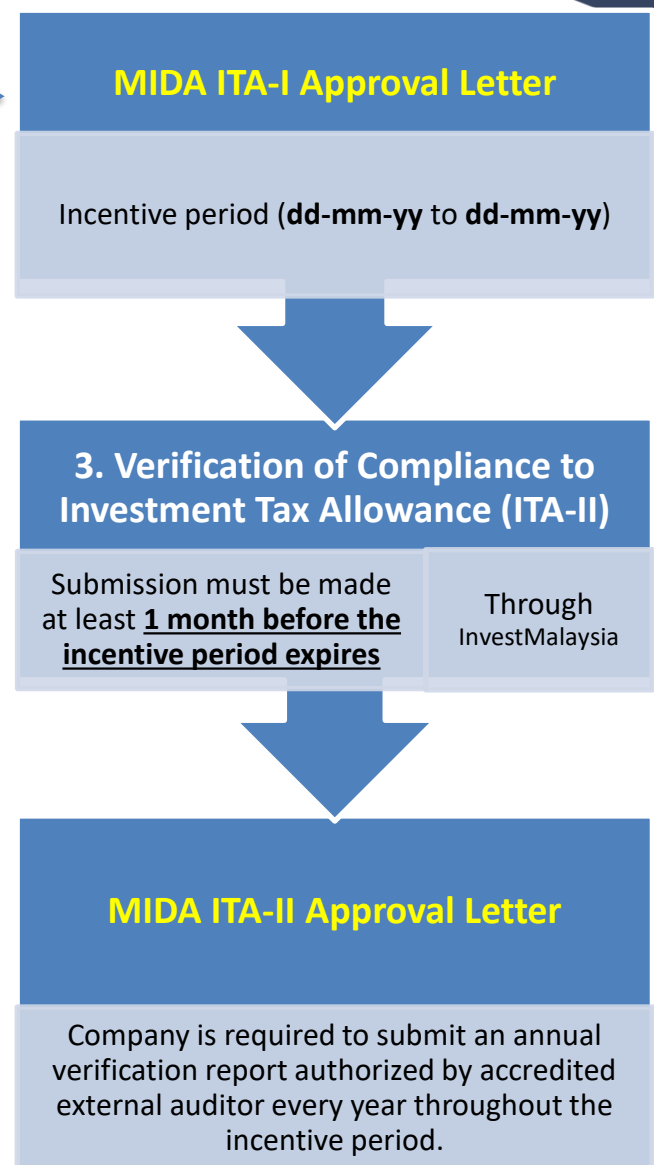 MIDA ITA-I Approval Letter
Incentive period (dd-mm-yy to dd-mm-yy)
3. Verification of Compliance to
Investment Tax Allowance (ITA-II)
Submission must be made
at least 1 month before the
incentive period expires
Through
InvestMalaysia
MIDA ITA-II Approval Letter
Company is required to submit an annual
verification report authorized by accredited
external auditor every year throughout the
incentive period.